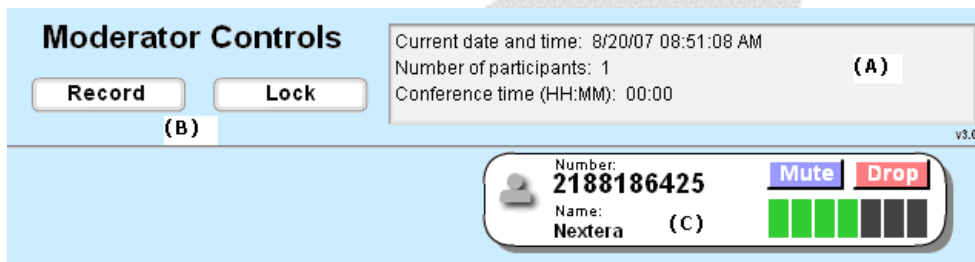 Moderator Controls
Record
Lock
(B)
Current date and time: 8/20/07 08:51:08 AM
Number of participants: 1
Conference time (HH:MM): 00:00
(A)
Number:
2188186425
Name:
Nextera
(C)
Mute
Drop